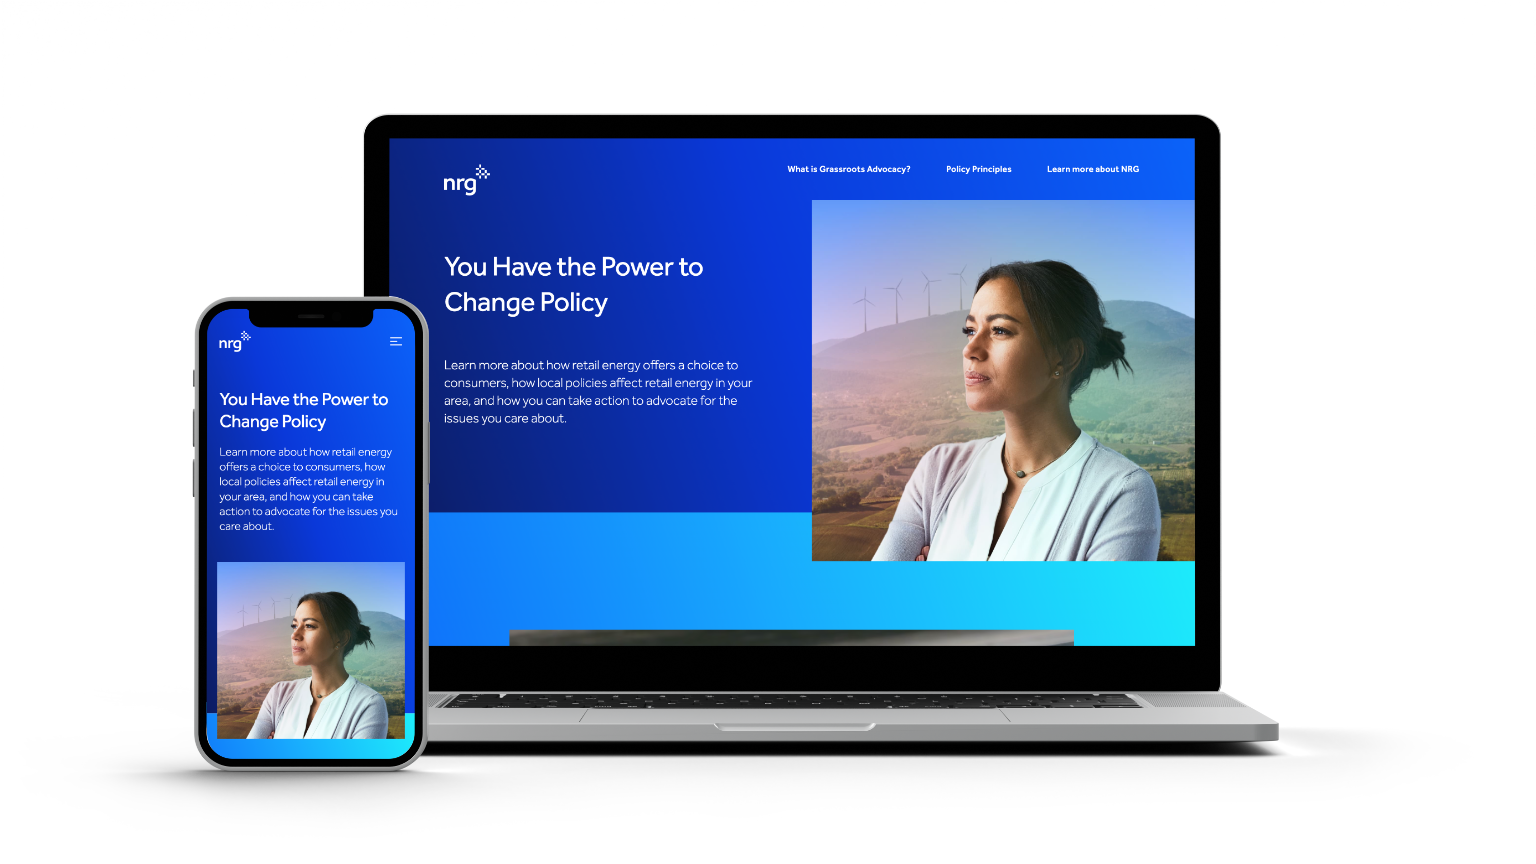 nrg
What is Grassroots Advocacy?
Policy Principles
Learn more about NRG
You Have the Power to
Change Policy
Learn more about how retail energy offers a choice to
consumers, how local policies affect retail energy in your
area, and how you can take action to advocate for the
issues you care about.
nrg
You Have the Power to
Change Policy
Learn more about how retail energy
offers a choice to consumers, how
local policies affect retail energy in
your area, and how you can take
action to advocate for the issues you
care about.